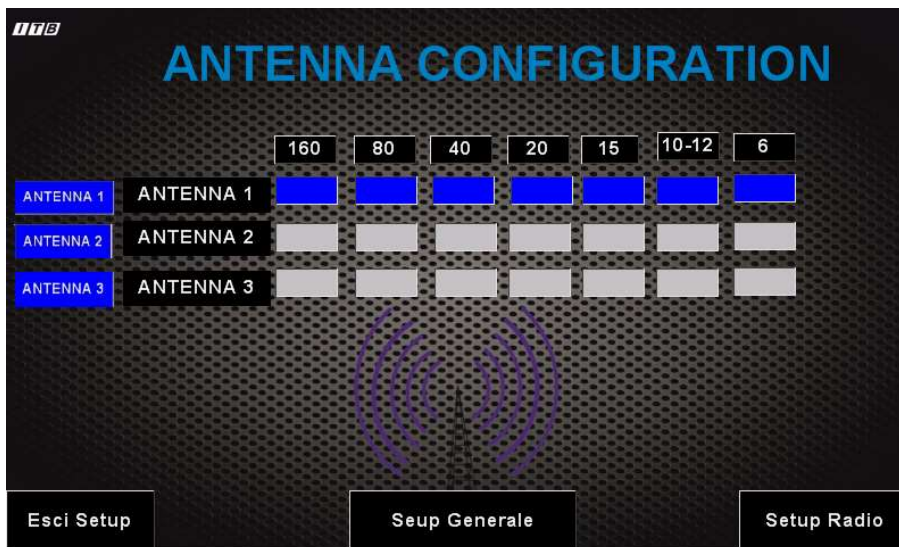 ITB
ANTENNA CONFIGURATION
160 80 40 20 15 10-12 6
ANTENNA 1 ANTENNA 1
ANTENNA 2 ANTENNA 2
ANTENNA 3 ANTENNA 3
Esci Setup Seup Generale Setup Radio